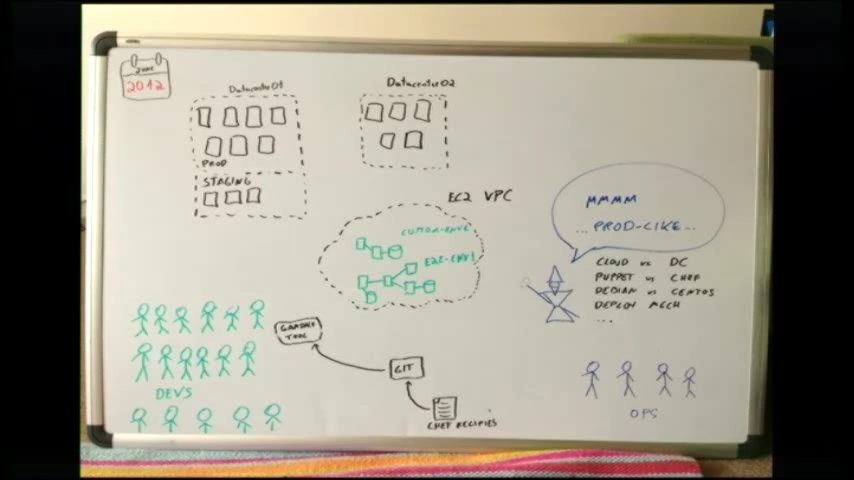 JUNE
2012
Datacenter01
Datacenter02
PROD
STAGING
EC2 VPC
MMMM
...PROD-LIKE...
CLOUD vs DC
PUPPET vs CHEF
DEBIAN vs CENTOS
DEPLOY MECH
...
GIT
TOOL
DEVS
CHEF RECIPIES
OPS